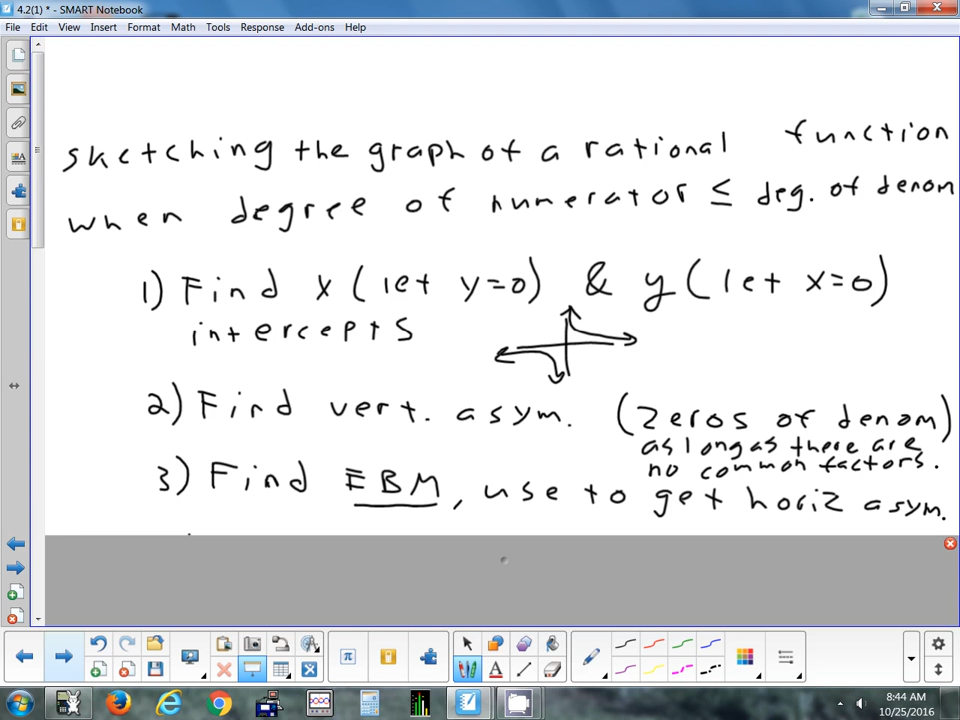 4.2(1) * - SMART Notebook
File Edit View Insert Format Math Tools Response Add-ons Help
sketching the graph of a rational function
when degree of numerator ≤ deg. of denom
1) Find x (let y=0) & y (let x=0)
intercepts
2) Find vert. asym. (zeros of denom)
as long as there are
no common factors.
3) Find EBM, use to get horiz asym.
8:44 AM
10/25/2016